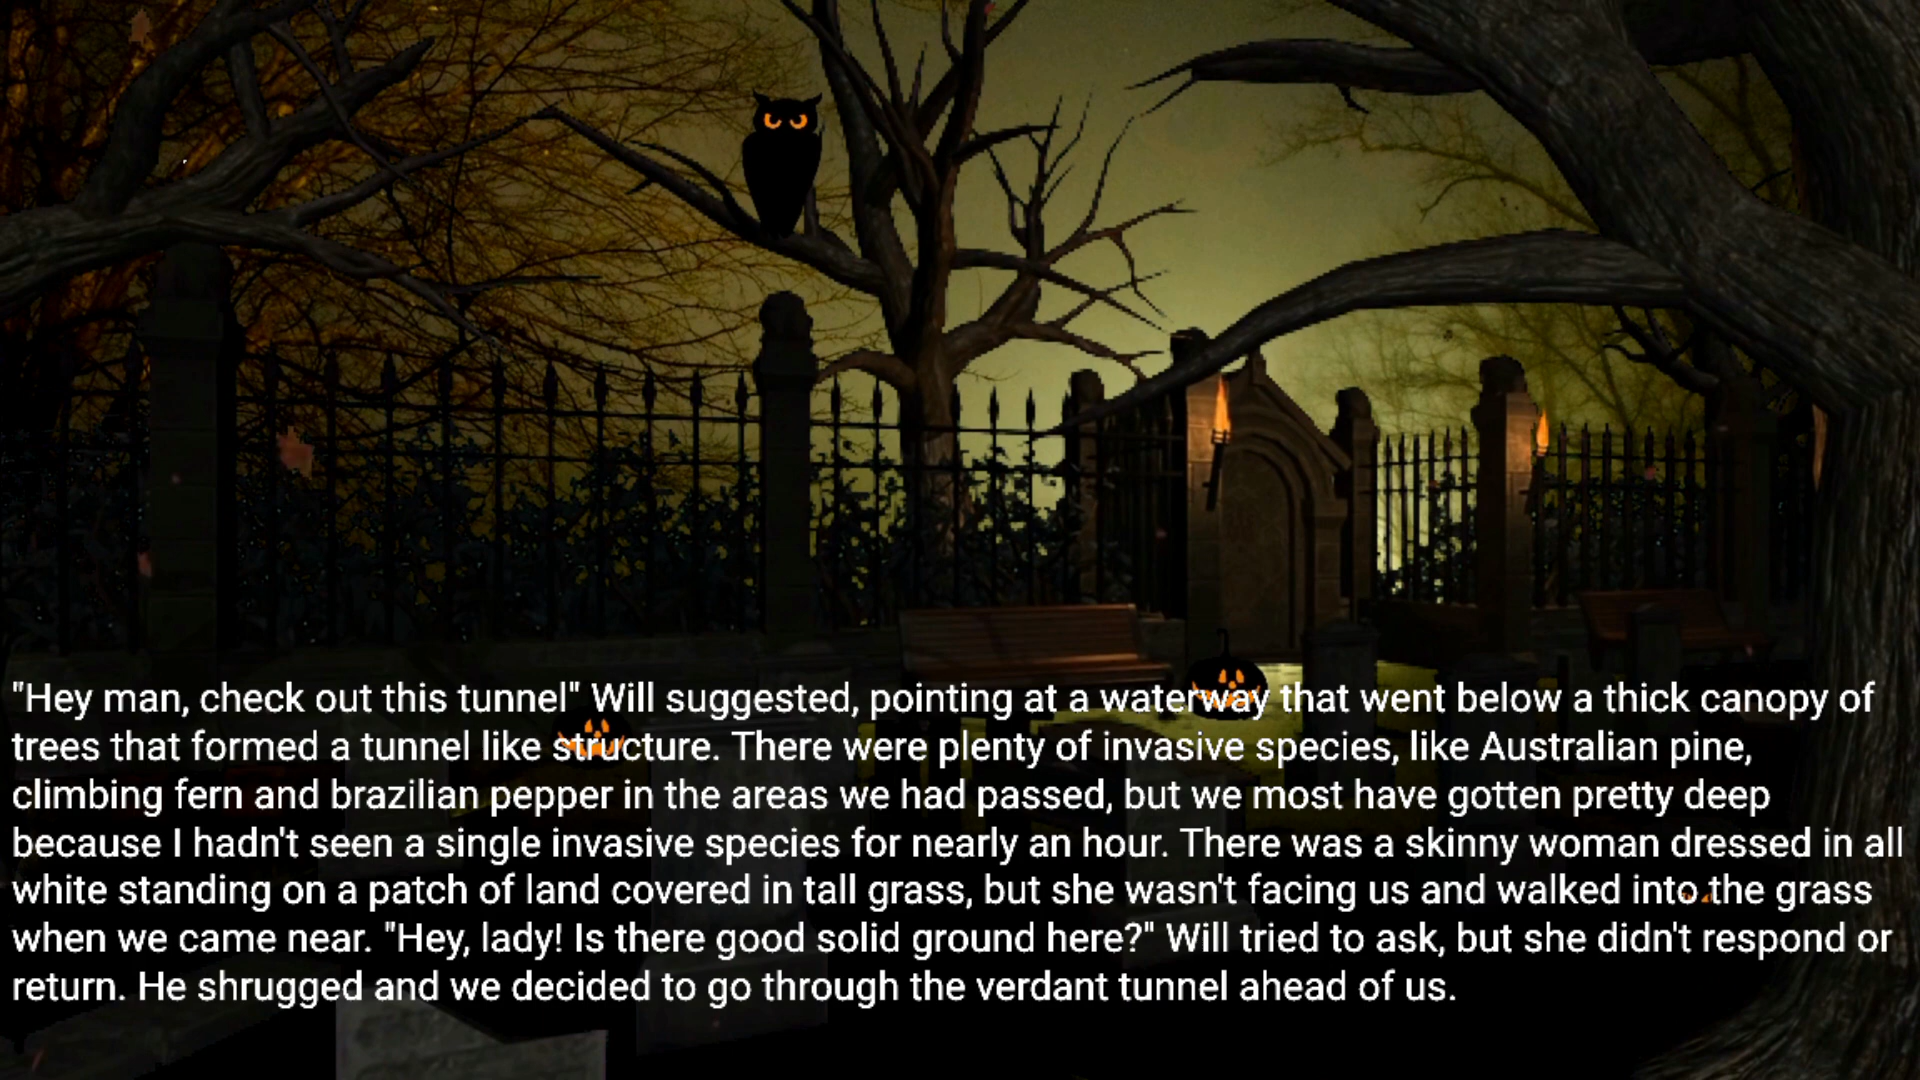 "Hey man, check out this tunnel" Will suggested, pointing at a waterway that went below a thick canopy of
trees that formed a tunnel like structure. There were plenty of invasive species, like Australian pine,
climbing fern and brazilian pepper in the areas we had passed, but we most have gotten pretty deep
because I hadn't seen a single invasive species for nearly an hour. There was a skinny woman dressed in all
white standing on a patch of land covered in tall grass, but she wasn't facing us and walked into the grass
when we came near. "Hey, lady! Is there good solid ground here?" Will tried to ask, but she didn't respond or
return. He shrugged and we decided to go through the verdant tunnel ahead of us.